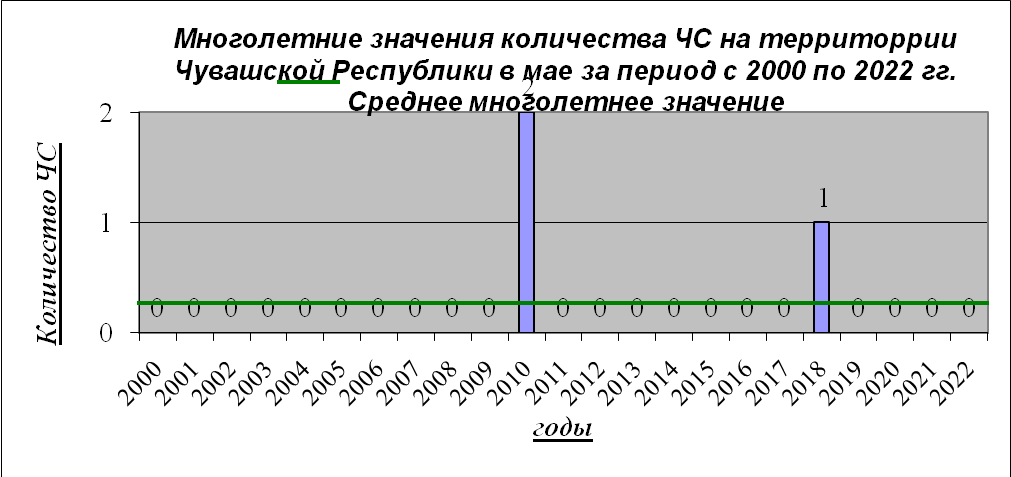 Многолетние значения количества ЧС на территоррии
Чувашской Республики в мае за период с 2000 по 2022 гг.
Среднее многолетнее значение
Количество ЧС
2
1
0
0 0 0 0 0 0 0 0 0 0 2 0 0 0 0 0 0 0 1 0 0 0 0
2000 2001 2002 2003 2004 2005 2006 2007 2008 2009 2010 2011 2012 2013 2014 2015 2016 2017 2018 2019 2020 2021 2022
годы